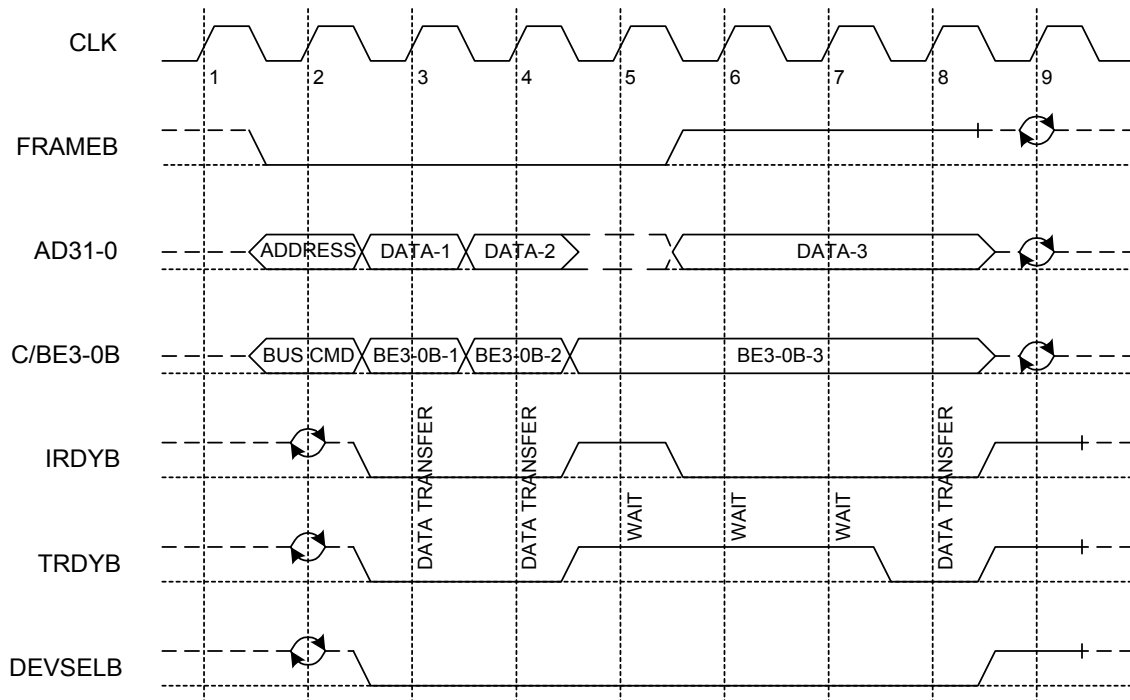 CLK
1 2 3 4 5 6 7 8 9
FRAMEB
AD31-0
ADDRESS DATA-1 DATA-2 DATA-3
C/BE3-0B
BUS CMD BE3-0B-1 BE3-0B-2 BE3-0B-3
IRDYB
DATA TRANSFER
DATA TRANSFER
WAIT
WAIT
WAIT
DATA TRANSFER
TRDYB
DEVSELB